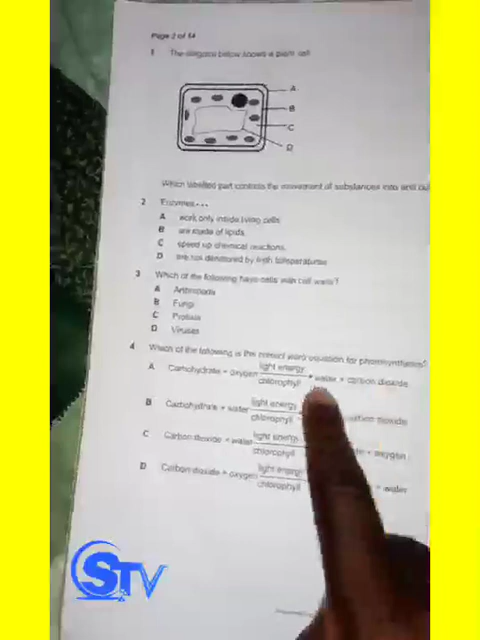 Page 2 of 14
1 The diagram below shows a plant cell
A
B
C
D
Which labelled part controls the movement of substances into and out
2 Enzymes
A work only inside living cells
B are made of lipids
C speed up chemical reactions
D are not denatured by high temperatures
3 Which of the following have cells with cell walls?
A Arthropods
B Fungi
C Protista
D Viruses
4 Which of the following is the correct word equation for photosynthesis?
A Carbohydrate + oxygen light energy chlorophyll water + carbon dioxide
B Carbohydrate + water light energy chlorophyll carbon dioxide
C Carbon dioxide + water light energy chlorophyll + oxygen
D Carbon dioxide + oxygen light energy chlorophyll + water
STV